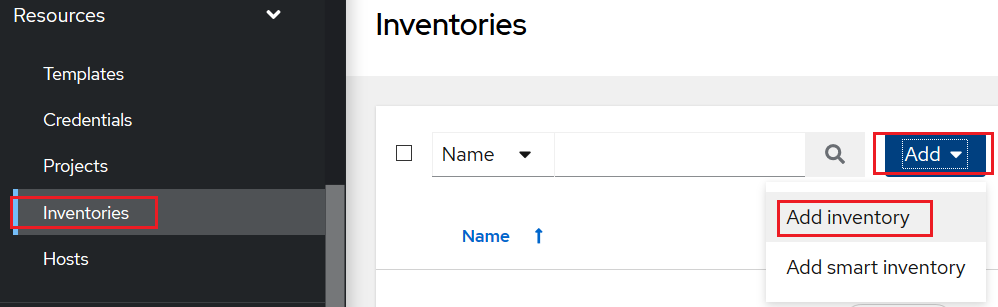 Resources
Templates
Credentials
Projects
Inventories
Hosts
Inventories
Name
Add
Add inventory
Add smart inventory
Name